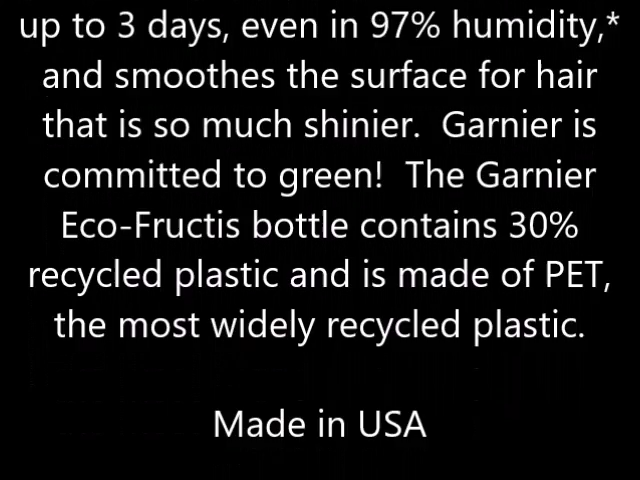 up to 3 days, even in 97% humidity,*
and smoothes the surface for hair
that is so much shinier.  Garnier is
committed to green!  The Garnier
Eco-Fructis bottle contains 30%
recycled plastic and is made of PET,
the most widely recycled plastic.
Made in USA